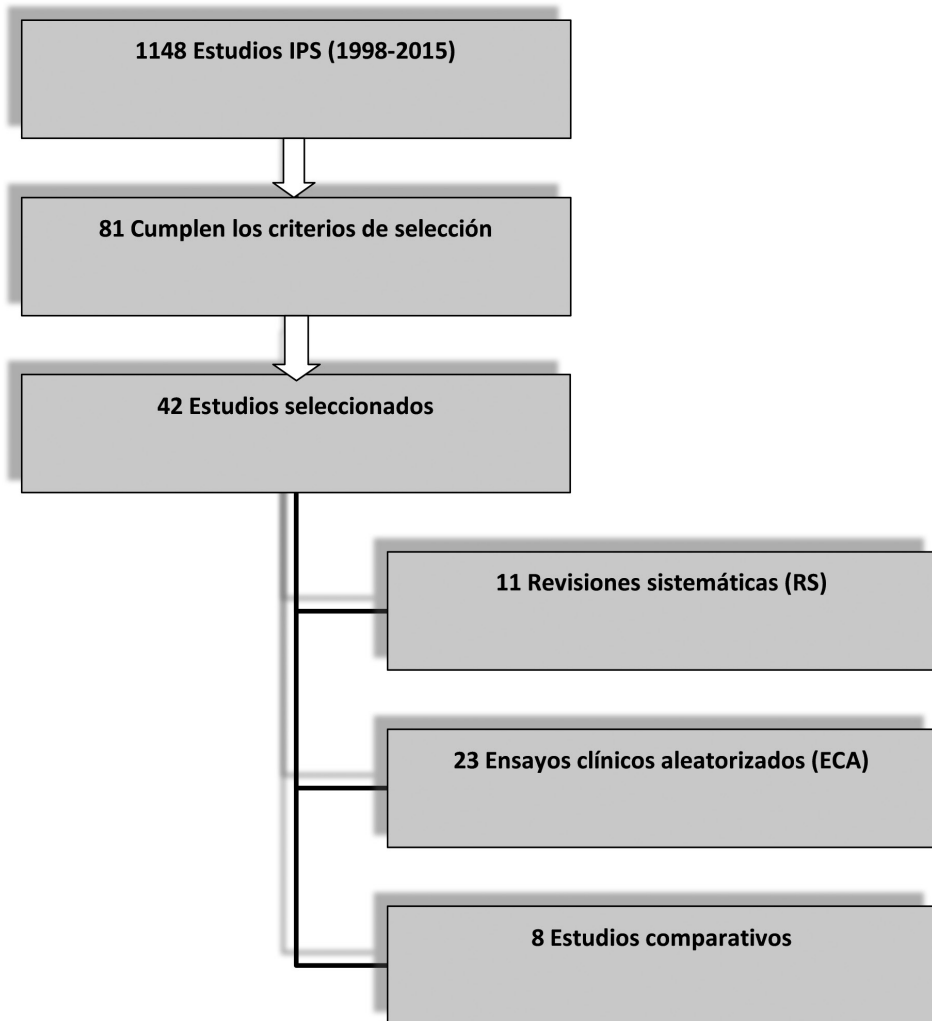 1148 Estudios IPS (1998-2015)
81 Cumplen los criterios de selección
42 Estudios seleccionados
11 Revisiones sistemáticas (RS)
23 Ensayos clínicos aleatorizados (ECA)
8 Estudios comparativos